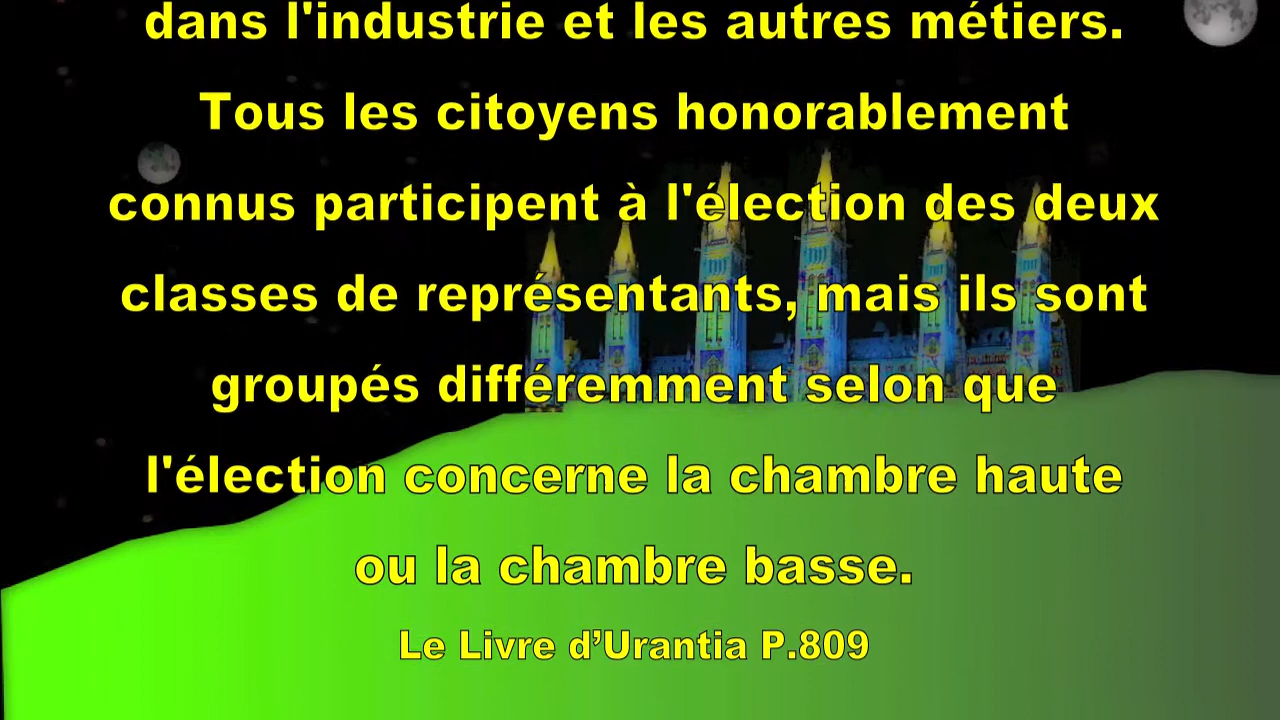 dans l'industrie et les autres métiers.
Tous les citoyens honorablement
connus participent à l'élection des deux
classes de représentants, mais ils sont
groupés différemment selon que
l'élection concerne la chambre haute
ou la chambre basse.
Le Livre d’Urantia P.809